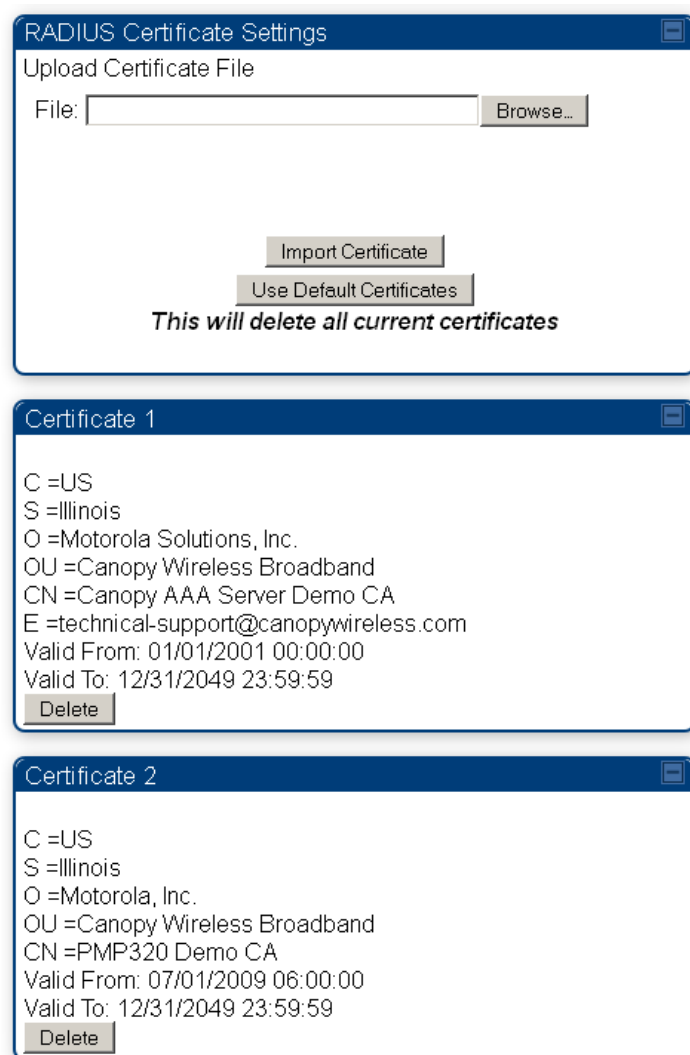 RADIUS Certificate Settings
Upload Certificate File
File: Browse...
Import Certificate
Use Default Certificates
This will delete all current certificates
Certificate 1
C =US
S =Illinois
O =Motorola Solutions, Inc.
OU =Canopy Wireless Broadband
CN =Canopy AAA Server Demo CA
E =technical-support@canopywireless.com
Valid From: 01/01/2001 00:00:00
Valid To: 12/31/2049 23:59:59
Delete
Certificate 2
C =US
S =Illinois
O =Motorola, Inc.
OU =Canopy Wireless Broadband
CN =PMP320 Demo CA
Valid From: 07/01/2009 06:00:00
Valid To: 12/31/2049 23:59:59
Delete